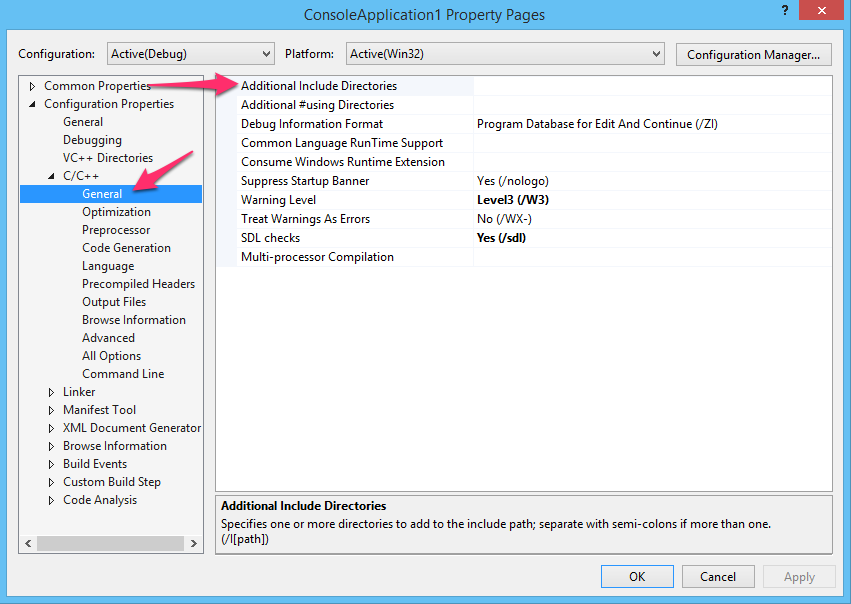 ConsoleApplication1 Property Pages
?
Configuration: Active(Debug) Platform: Active(Win32) Configuration Manager...
Common Properties
Configuration Properties
General
Debugging
VC++ Directories
C/C++
General
Optimization
Preprocessor
Code Generation
Language
Precompiled Headers
Output Files
Browse Information
Advanced
All Options
Command Line
Linker
Manifest Tool
XML Document Generator
Browse Information
Build Events
Custom Build Step
Code Analysis
Additional Include Directories
Additional #using Directories
Debug Information Format Program Database for Edit And Continue (/ZI)
Common Language RunTime Support
Consume Windows Runtime Extension
Suppress Startup Banner Yes (/nologo)
Warning Level Level3 (/W3)
Treat Warnings As Errors No (/WX-)
SDL checks Yes (/sdl)
Multi-processor Compilation
Additional Include Directories
Specifies one or more directories to add to the include path; separate with semi-colons if more than one.
(/I[path])
OK Cancel Apply